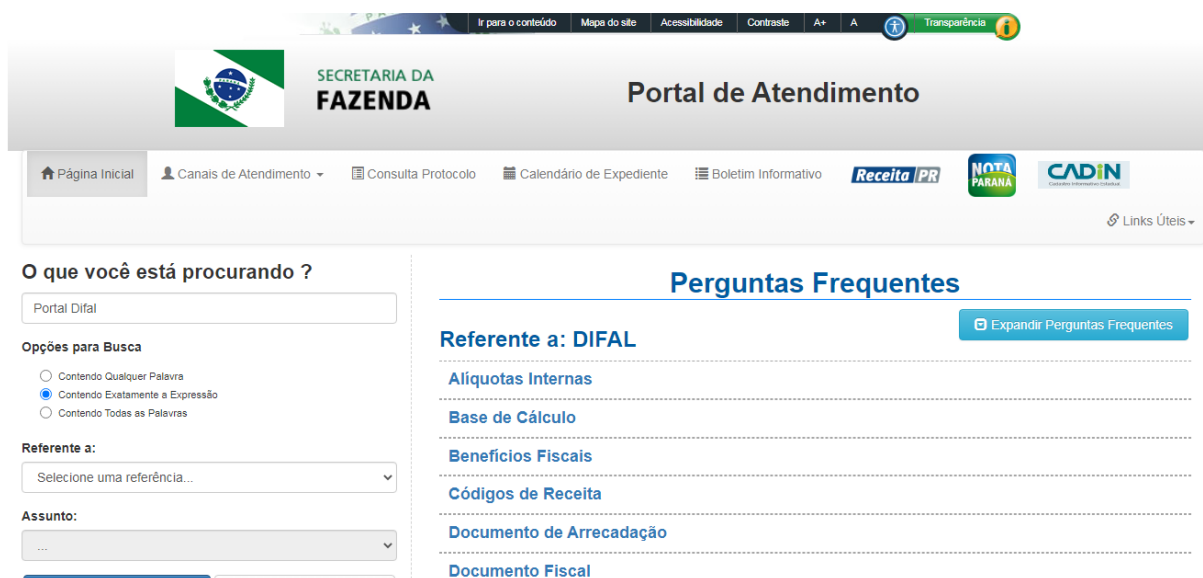 Ir para o conteúdo Mapa do site Acessibilidade Contraste A+ A Transparência
SECRETARIA DA
FAZENDA
Portal de Atendimento
Página Inicial Canais de Atendimento Consulta Protocolo Calendário de Expediente Boletim Informativo Receita PR NOTA PARANÁ CADiN
Cadastro Informativo Estadual
Links Úteis
O que você está procurando ?
Portal Difal
Opções para Busca
Contendo Qualquer Palavra
Contendo Exatamente a Expressão
Contendo Todas as Palavras
Referente a:
Selecione uma referência...
Assunto:
...
Perguntas Frequentes
Expandir Perguntas Frequentes
Referente a: DIFAL
Alíquotas Internas
Base de Cálculo
Benefícios Fiscais
Códigos de Receita
Documento de Arrecadação
Documento Fiscal